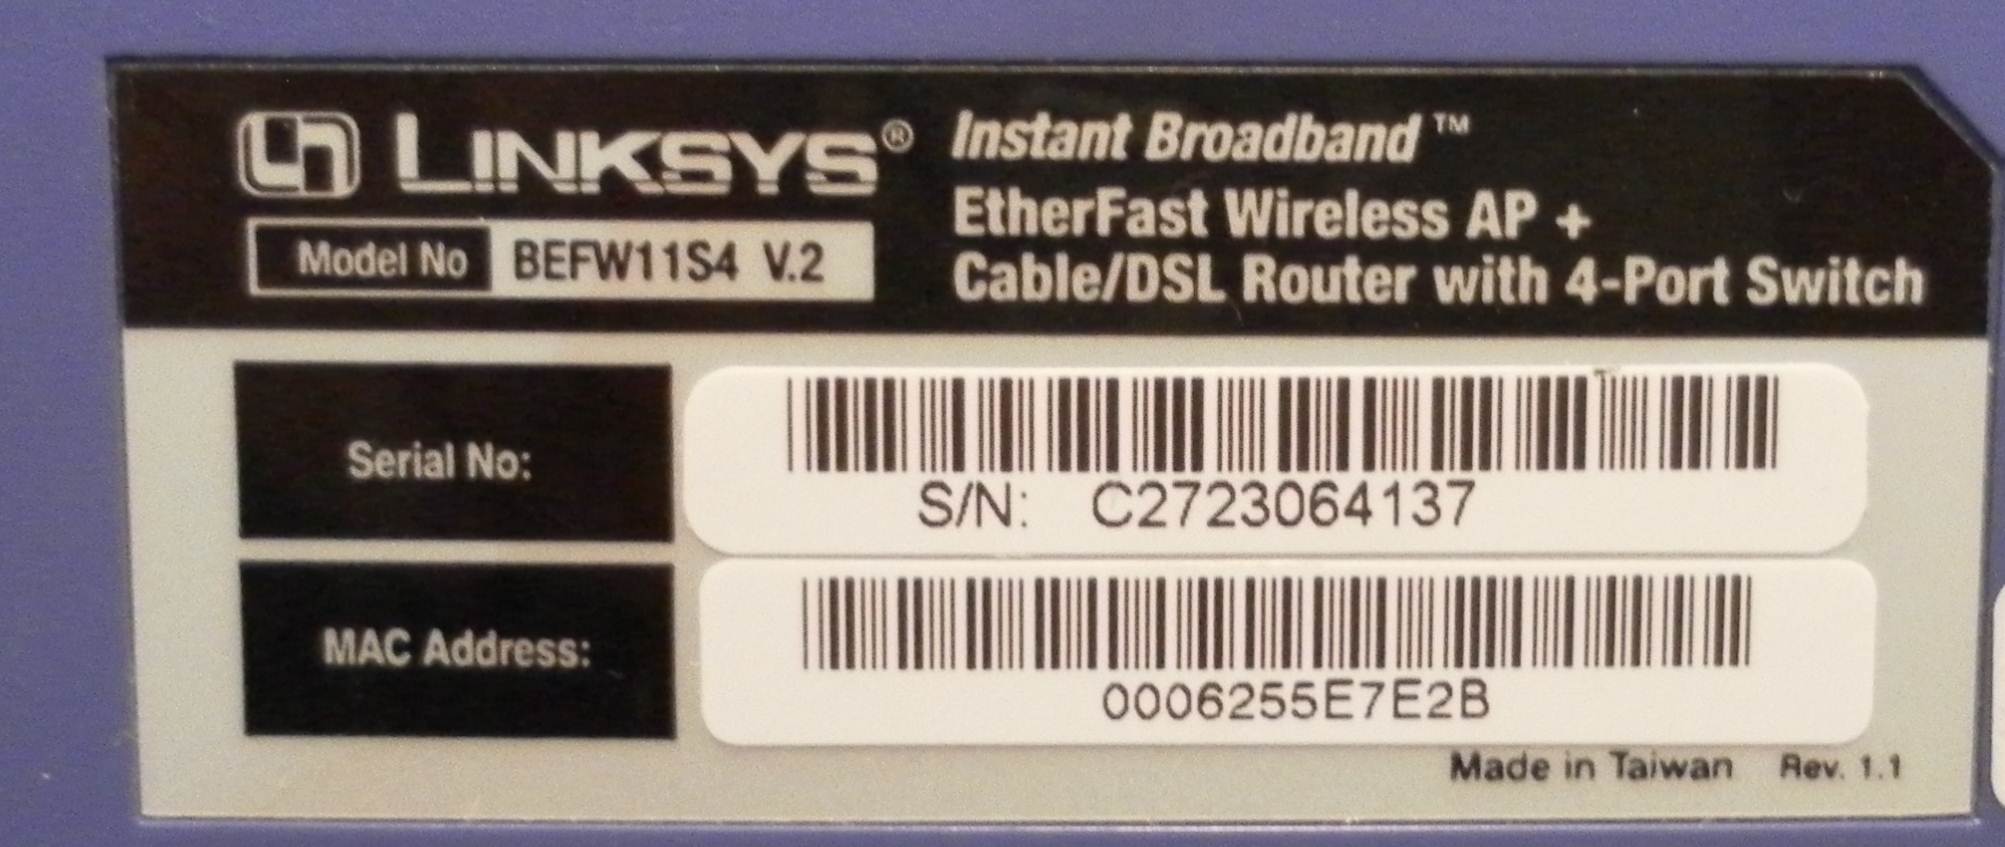 LINKSYS®
Model No BEFW11S4 V.2
Instant Broadband™
EtherFast Wireless AP +
Cable/DSL Router with 4-Port Switch
Serial No:
S/N: C2723064137
MAC Address:
0006255E7E2B
Made in Taiwan Rev. 1.1